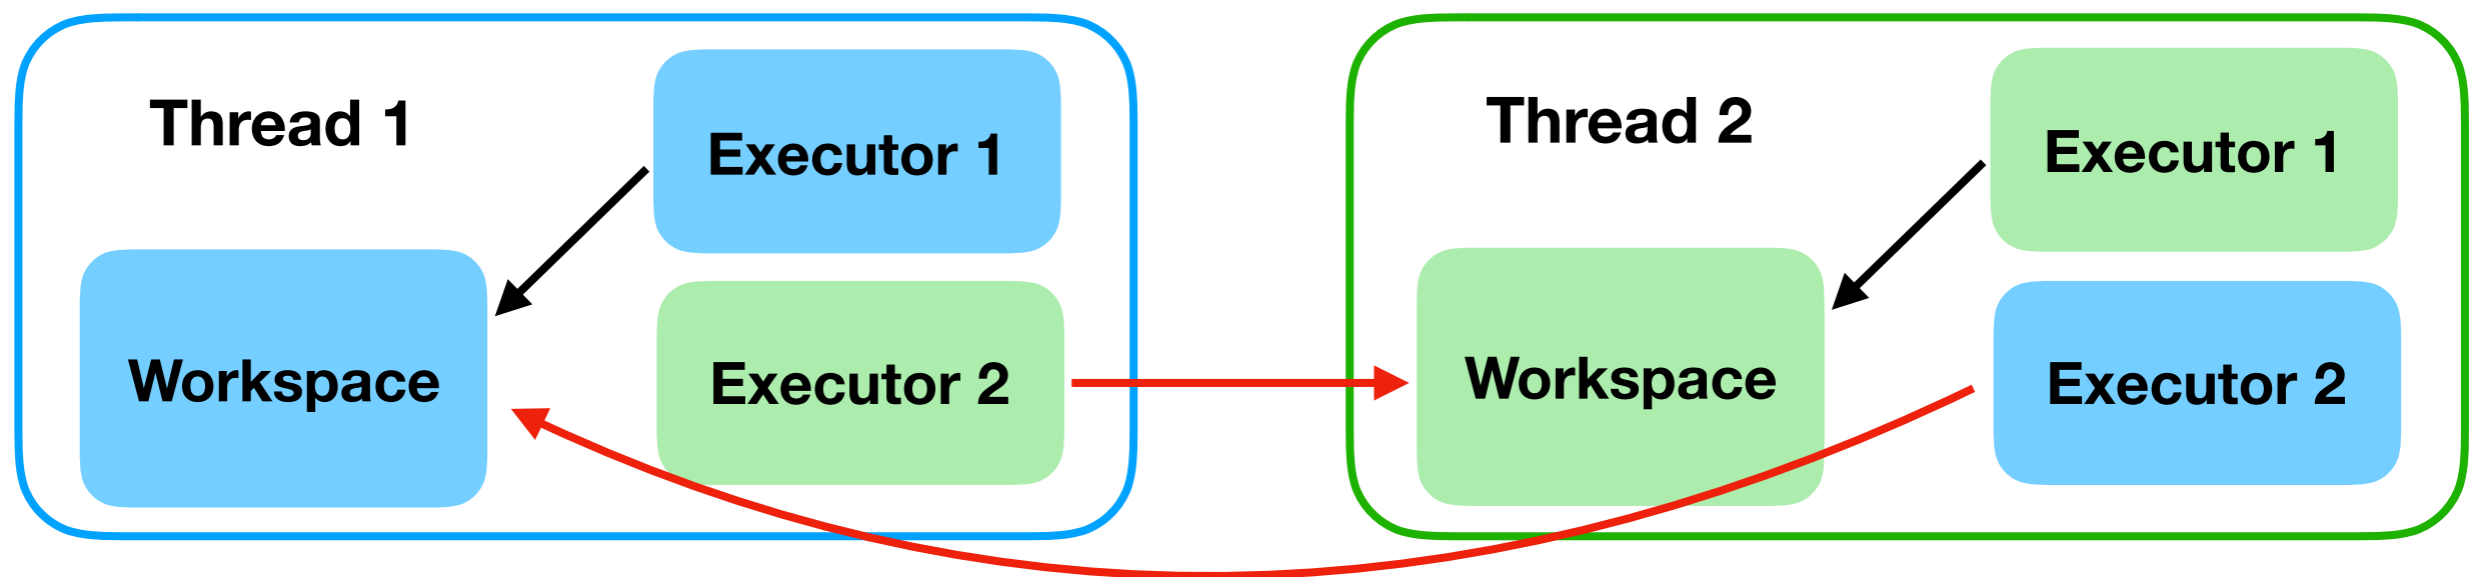 Thread 1
Executor 1
Workspace
Executor 2
Thread 2
Executor 1
Workspace
Executor 2